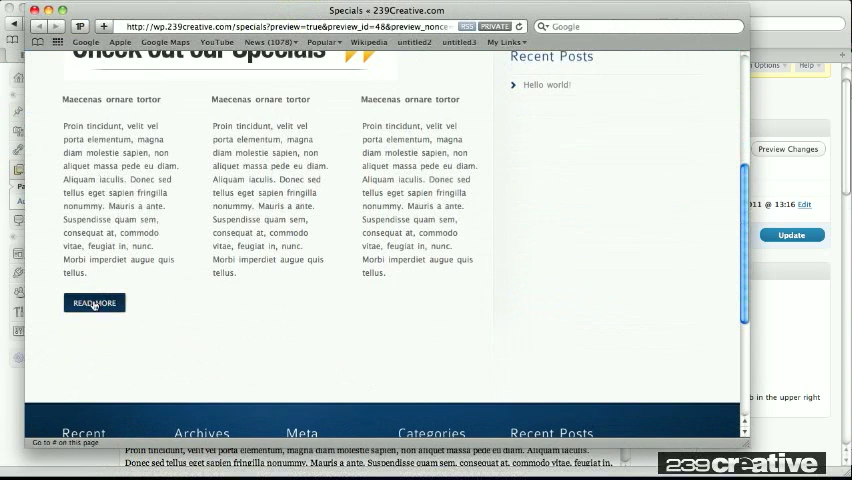 Specials « 239Creative.com
1P
+
http://wp.239creative.com/specials?preview=true&preview_id=48&preview_nonce=
RSS
PRIVATE
Google
Google Apple Google Maps YouTube News (1078) Popular Wikipedia untitled2 untitled3 My Links
Check out our Specials
Recent Posts
Hello world!
Maecenas ornare tortor
Proin tincidunt, velit vel
porta elementum, magna
diam molestie sapien, non
aliquet massa pede eu diam.
Aliquam iaculis. Donec sed
tellus eget sapien fringilla
nonummy. Mauris a ante.
Suspendisse quam sem,
consequat at, commodo
vitae, feugiat in, nunc.
Morbi imperdiet augue quis
tellus.
READ MORE
Maecenas ornare tortor
Proin tincidunt, velit vel
porta elementum, magna
diam molestie sapien, non
aliquet massa pede eu diam.
Aliquam iaculis. Donec sed
tellus eget sapien fringilla
nonummy. Mauris a ante.
Suspendisse quam sem,
consequat at, commodo
vitae, feugiat in, nunc.
Morbi imperdiet augue quis
tellus.
Maecenas ornare tortor
Proin tincidunt, velit vel
porta elementum, magna
diam molestie sapien, non
aliquet massa pede eu diam.
Aliquam iaculis. Donec sed
tellus eget sapien fringilla
nonummy. Mauris a ante.
Suspendisse quam sem,
consequat at, commodo
vitae, feugiat in, nunc.
Morbi imperdiet augue quis
tellus.
Recent Archives Meta Categories Recent Posts
Go to # on this page
Options
Help
Preview Changes
011 @ 13:16 Edit
Update
b in the upper right
Proin tincidunt, velit vel porta elementum, magna diam molestie sapien, non aliquet massa pede eu diam. Aliquam iaculis.
Donec sed tellus eget sapien fringilla nonummy. Mauris a ante. Suspendisse quam sem, consequat at, commodo vitae, feugiat in, nunc.
239creative